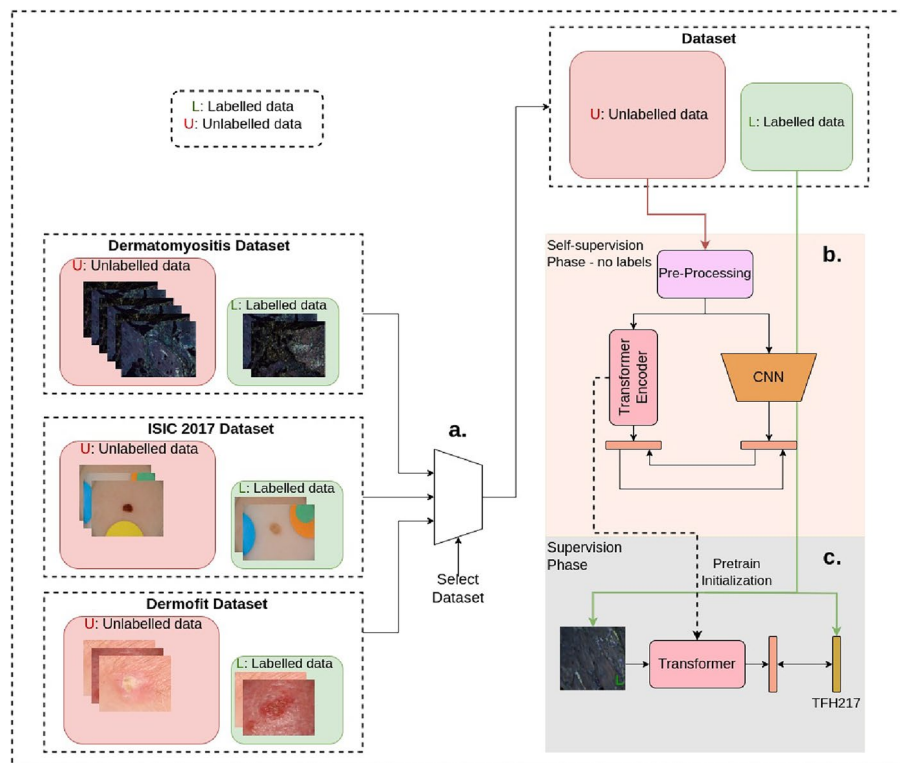 Dataset
U: Unlabelled data
L: Labelled data
L: Labelled data
U: Unlabelled data
Dermatomyositis Dataset
U: Unlabelled data
L: Labelled data
ISIC 2017 Dataset
U: Unlabelled data
L: Labelled data
Dermofit Dataset
U: Unlabelled data
L: Labelled data
a.
Select
Dataset
Self-supervision
Phase - no labels
b.
Pre-Processing
Transformer
Encoder
CNN
Supervision
Phase
c.
Pretrain
Initialization
L
Transformer
TFH217